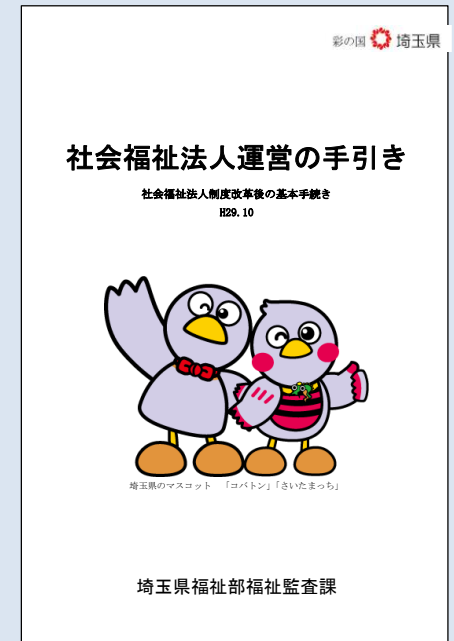 彩の国 埼玉県
社会福祉法人運営の手引き
社会福祉法人制度改革後の基本手続き
H29.10
埼玉県のマスコット 「コバトン」「さいたまっち」
埼玉県福祉部福祉監査課